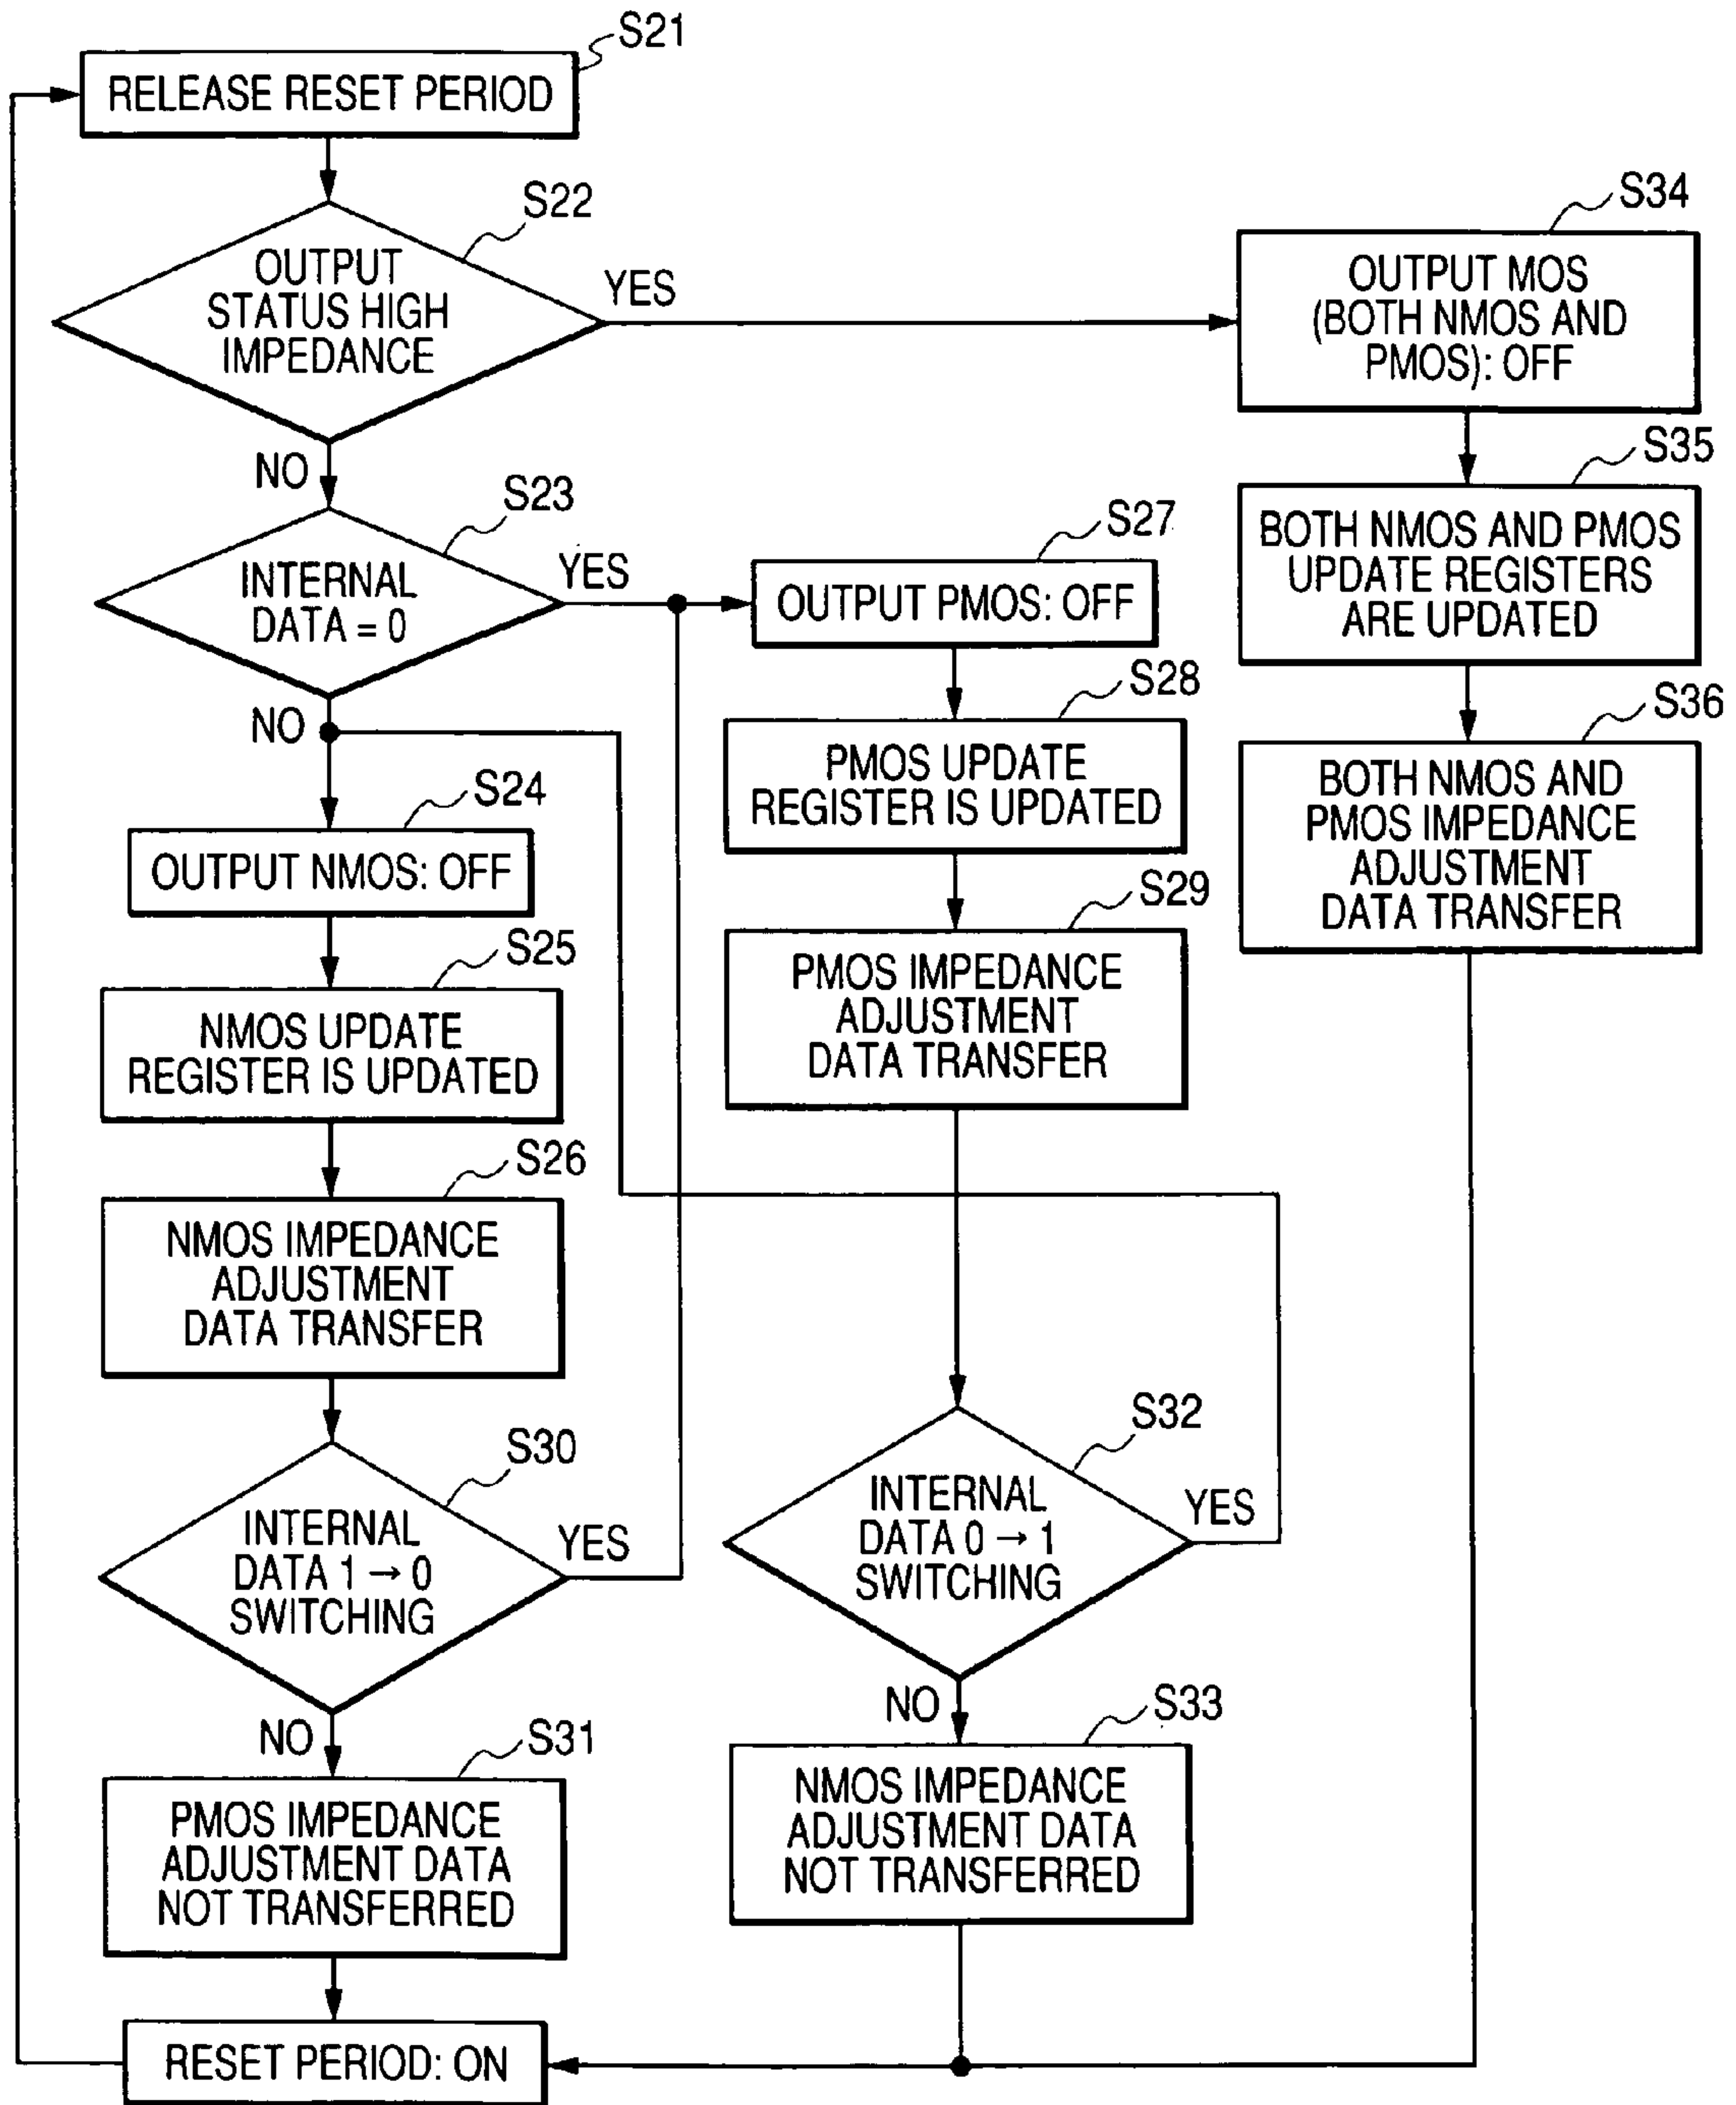 S21
RELEASE RESET PERIOD
S22
OUTPUT
STATUS HIGH
IMPEDANCE
YES
NO
S34
OUTPUT MOS
(BOTH NMOS AND
PMOS): OFF
S35
BOTH NMOS AND PMOS
UPDATE REGISTERS
ARE UPDATED
S36
BOTH NMOS AND
PMOS IMPEDANCE
ADJUSTMENT
DATA TRANSFER
S23
INTERNAL
DATA = 0
YES
NO
S27
OUTPUT PMOS: OFF
S28
PMOS UPDATE
REGISTER IS UPDATED
S29
PMOS IMPEDANCE
ADJUSTMENT
DATA TRANSFER
S24
OUTPUT NMOS: OFF
S25
NMOS UPDATE
REGISTER IS UPDATED
S26
NMOS IMPEDANCE
ADJUSTMENT
DATA TRANSFER
S30
INTERNAL
DATA 1 → 0
SWITCHING
YES
NO
S32
INTERNAL
DATA 0 → 1
SWITCHING
YES
NO
S31
PMOS IMPEDANCE
ADJUSTMENT DATA
NOT TRANSFERRED
S33
NMOS IMPEDANCE
ADJUSTMENT DATA
NOT TRANSFERRED
RESET PERIOD: ON